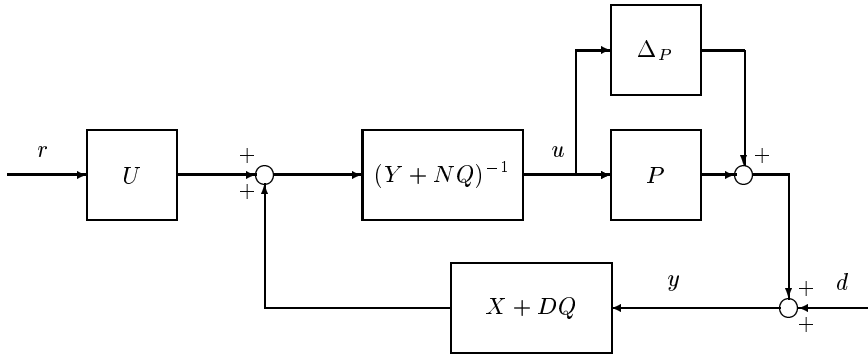 Δ_P
r
U
+
+
(Y + NQ)^{-1}
u
P
+
X + DQ
y
+
+
d